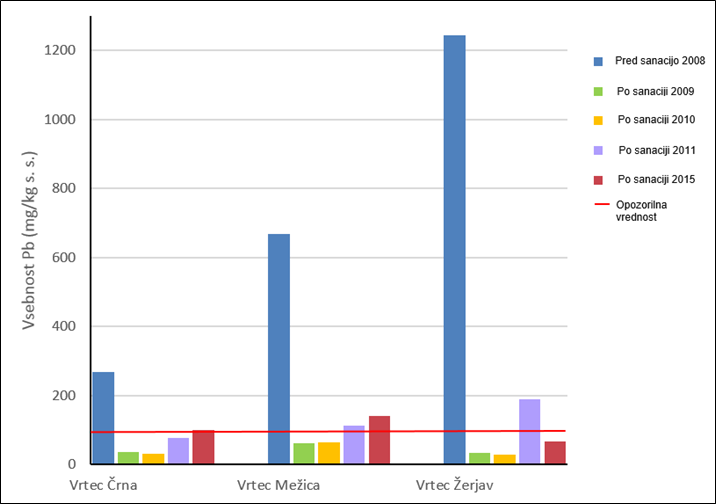 Vsebnost Pb (mg/kg s. s.)
1200
1000
800
600
400
200
0
Vrtec Črna
Vrtec Mežica
Vrtec Žerjav
Pred sanacijo 2008
Po sanaciji 2009
Po sanaciji 2010
Po sanaciji 2011
Po sanaciji 2015
Opozorilna
vrednost